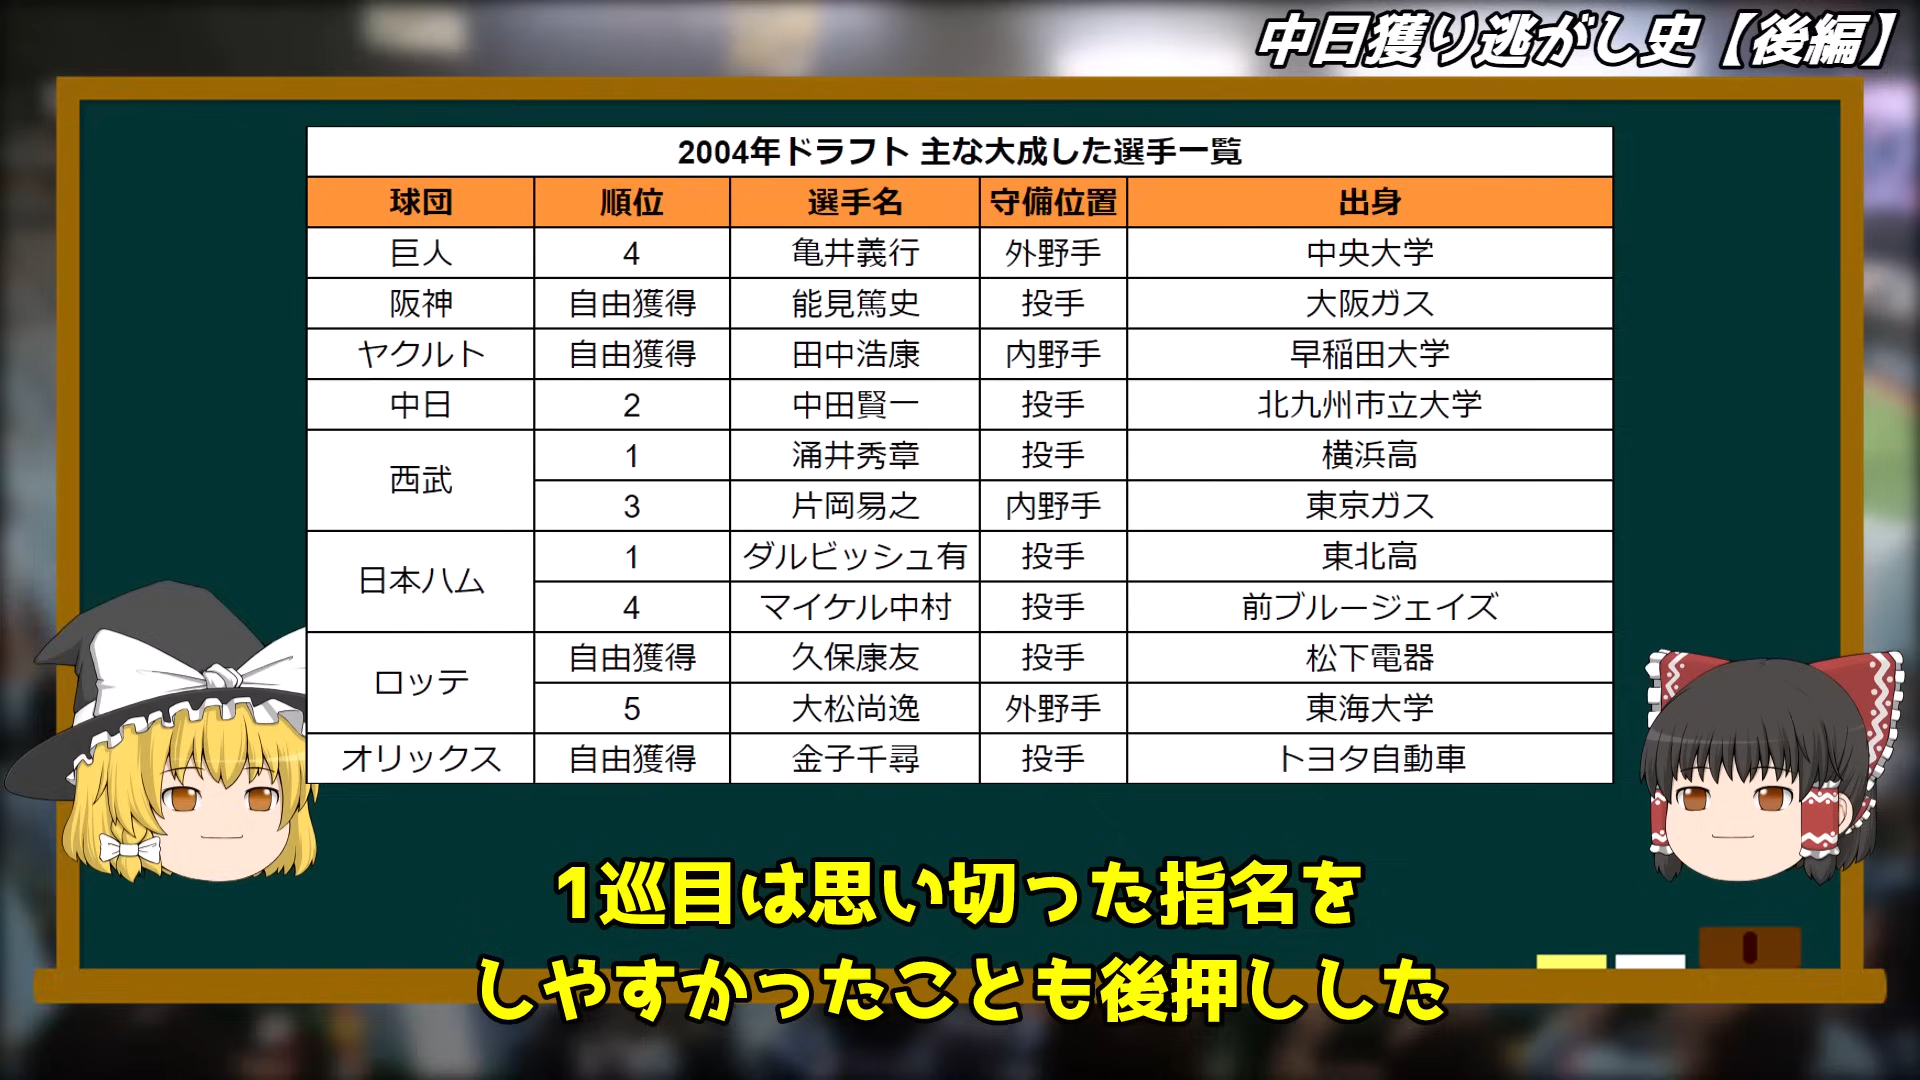 中日獲り逃がし史【後編】
2004年ドラフト 主な大成した選手一覧
球団 順位 選手名 守備位置 出身
巨人 4 亀井義行 外野手 中央大学
阪神 自由獲得 能見篤史 投手 大阪ガス
ヤクルト 自由獲得 田中浩康 内野手 早稲田大学
中日 2 中田賢一 投手 北九州市立大学
西武 1 涌井秀章 投手 横浜高
3 片岡易之 内野手 東京ガス
日本ハム 1 ダルビッシュ有 投手 東北高
4 マイケル中村 投手 前ブルージェイズ
ロッテ 自由獲得 久保康友 投手 松下電器
5 大松尚逸 外野手 東海大学
オリックス 自由獲得 金子千尋 投手 トヨタ自動車
1巡目は思い切った指名を
しやすかったことも後押しした